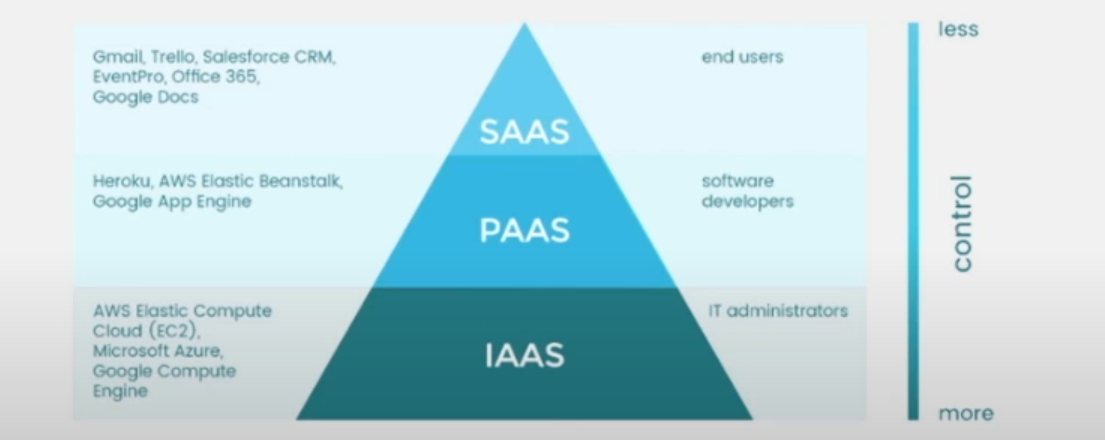 Gmail, Trello, Salesforce CRM,
EventPro, Office 365,
Google Docs
SAAS
end users
Heroku, AWS Elastic Beanstalk,
Google App Engine
PAAS
software
developers
AWS Elastic Compute
Cloud (EC2),
Microsoft Azure,
Google Compute
Engine
IAAS
IT administrators
less
control
more